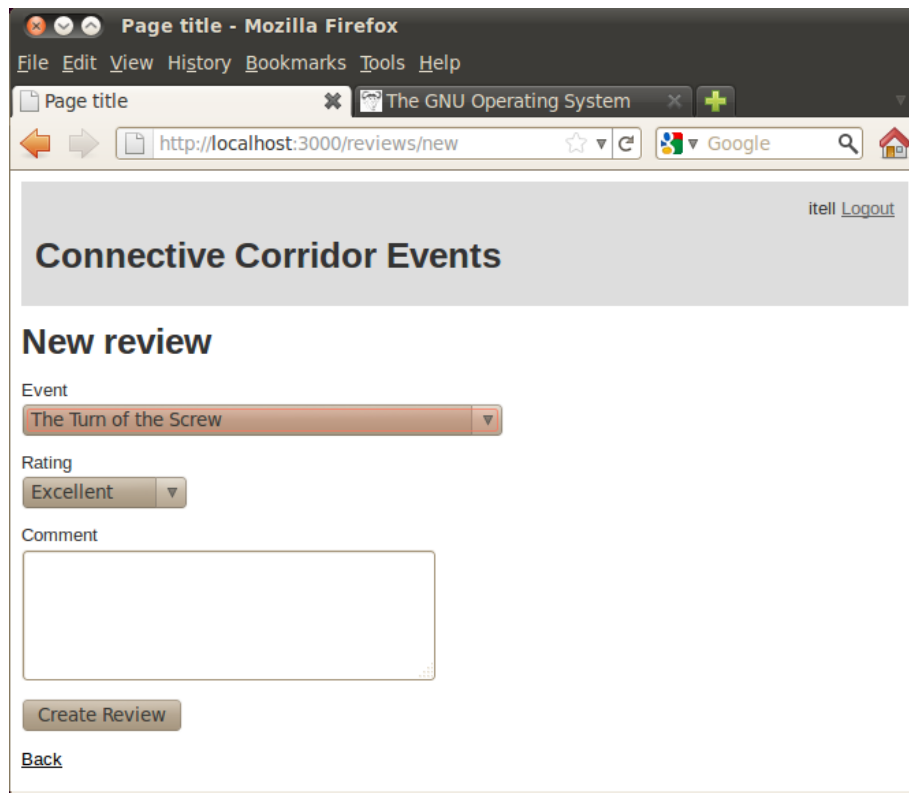 Page title - Mozilla Firefox
File Edit View History Bookmarks Tools Help
Page title The GNU Operating System
http://localhost:3000/reviews/new Google
itell Logout
Connective Corridor Events
New review
Event
The Turn of the Screw
Rating
Excellent
Comment
Create Review
Back